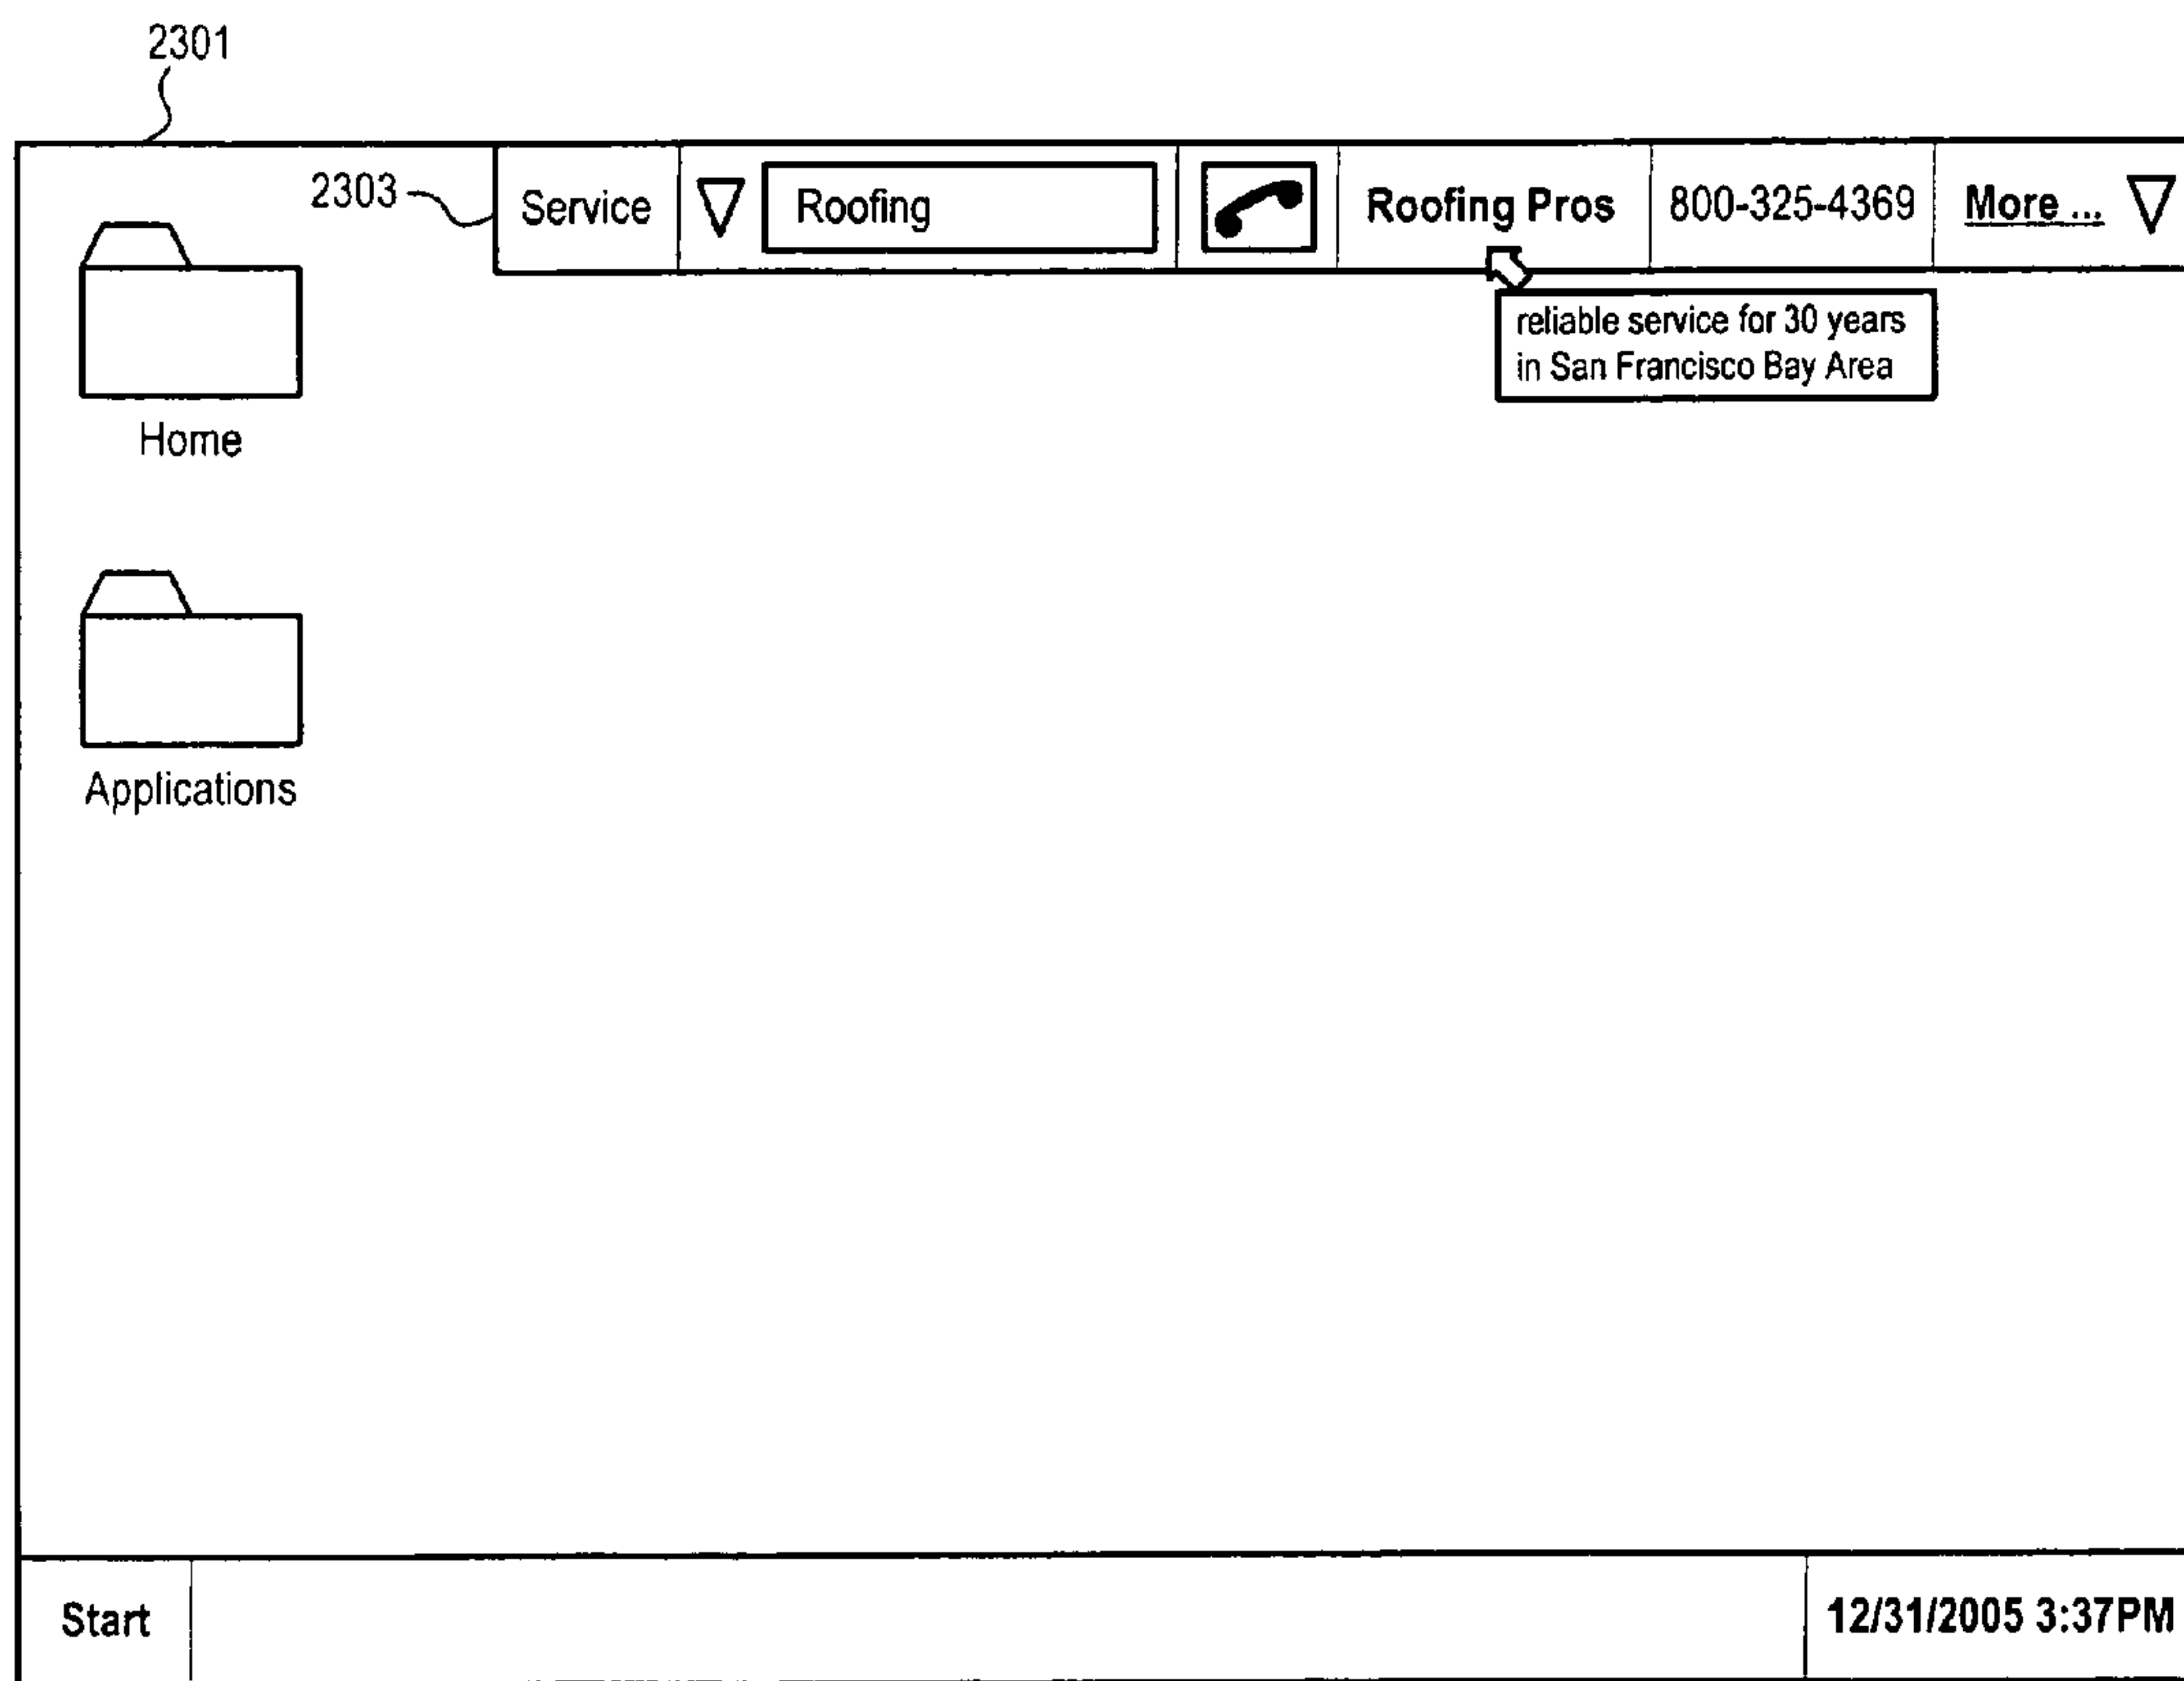 2301
2303
Service
Roofing
Roofing Pros
800-325-4369
More ...
reliable service for 30 years
in San Francisco Bay Area
Home
Applications
Start
12/31/2005 3:37PM